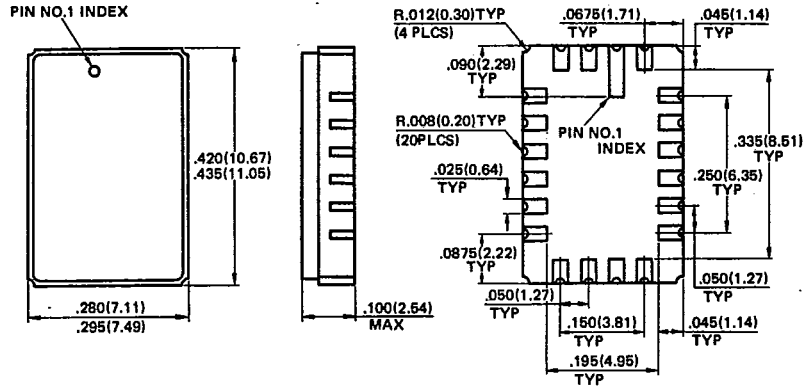 PIN NO.1 INDEX
.420(10.67)
.435(11.05)
.280(7.11)
.295(7.49)
.100(2.54)
MAX
R.012(0.30)TYP
(4 PLCS)
.0675(1.71)
TYP
.045(1.14)
TYP
.090(2.29)
TYP
R.008(0.20)TYP
(20PLCS)
PIN NO.1
INDEX
.335(8.51)
TYP
.250(6.35)
TYP
.025(0.64)
TYP
.0875(2.22)
TYP
.050(1.27)
TYP
.050(1.27)
TYP
.150(3.81)
TYP
.045(1.14)
TYP
.195(4.95)
TYP